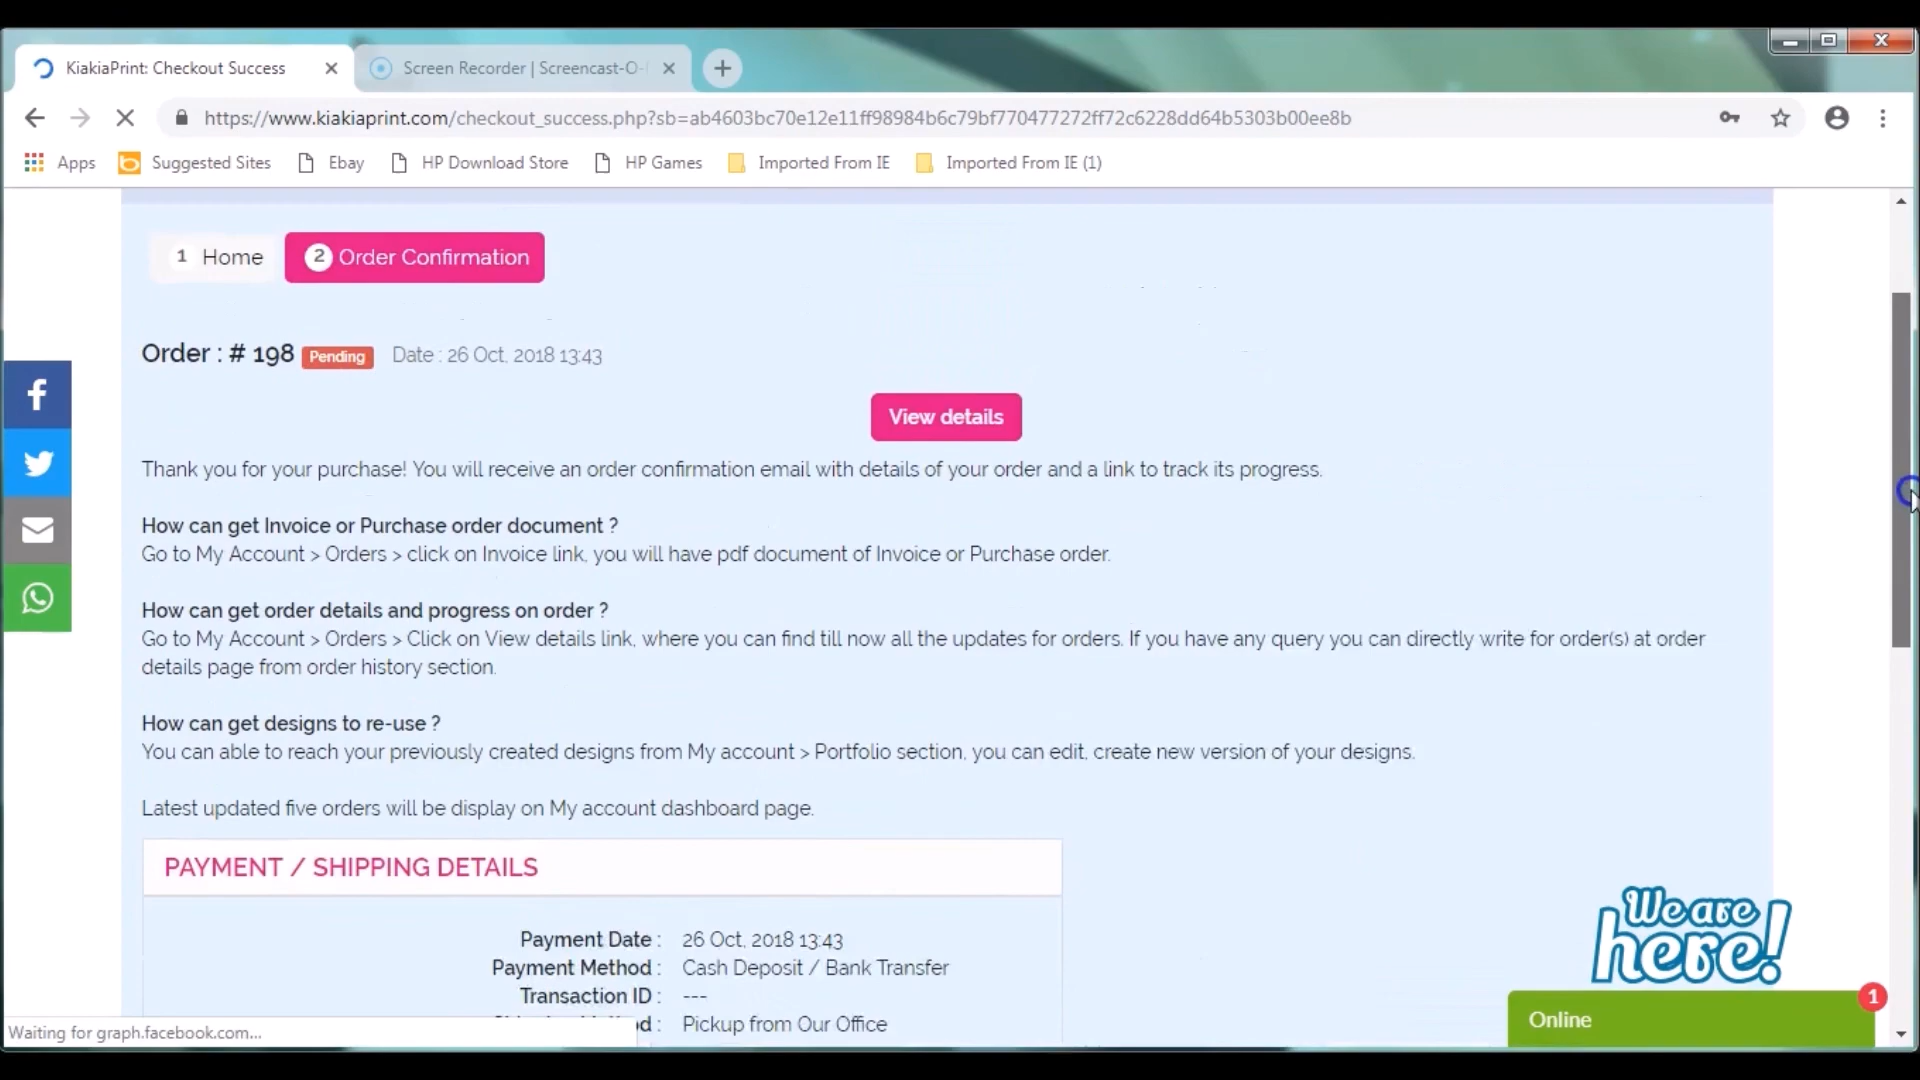 KiakiaPrint: Checkout Success
Screen Recorder | Screencast-O-
https://www.kiakiaprint.com/checkout_success.php?sb=ab4603bc70e12e11ff98984b6c79bf770477272ff72c6228dd64b5303b00ee8b
Apps Suggested Sites Ebay HP Download Store HP Games Imported From IE Imported From IE (1)
1 Home 2 Order Confirmation
Order : # 198 Pending Date : 26 Oct, 2018 13:43
View details
Thank you for your purchase! You will receive an order confirmation email with details of your order and a link to track its progress.
How can get Invoice or Purchase order document ?
Go to My Account > Orders > click on Invoice link, you will have pdf document of Invoice or Purchase order.
How can get order details and progress on order ?
Go to My Account > Orders > Click on View details link, where you can find till now all the updates for orders. If you have any query you can directly write for order(s) at order
details page from order history section.
How can get designs to re-use ?
You can able to reach your previously created designs from My account > Portfolio section, you can edit, create new version of your designs.
Latest updated five orders will be display on My account dashboard page.
PAYMENT / SHIPPING DETAILS
Payment Date : 26 Oct, 2018 13:43
Payment Method : Cash Deposit / Bank Transfer
Transaction ID : ---
Pickup from Our Office
We are
here!
1
Online
Waiting for graph.facebook.com...